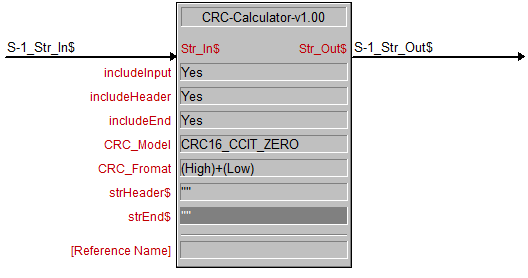 CRC-Calculator-v1.00
S-1_Str_In$ Str_In$ Str_Out$ S-1_Str_Out$
includeInput Yes
includeHeader Yes
includeEnd Yes
CRC_Model CRC16_CCIT_ZERO
CRC_Fromat (High)+(Low)
strHeader$ ""
strEnd$ ""
[Reference Name]